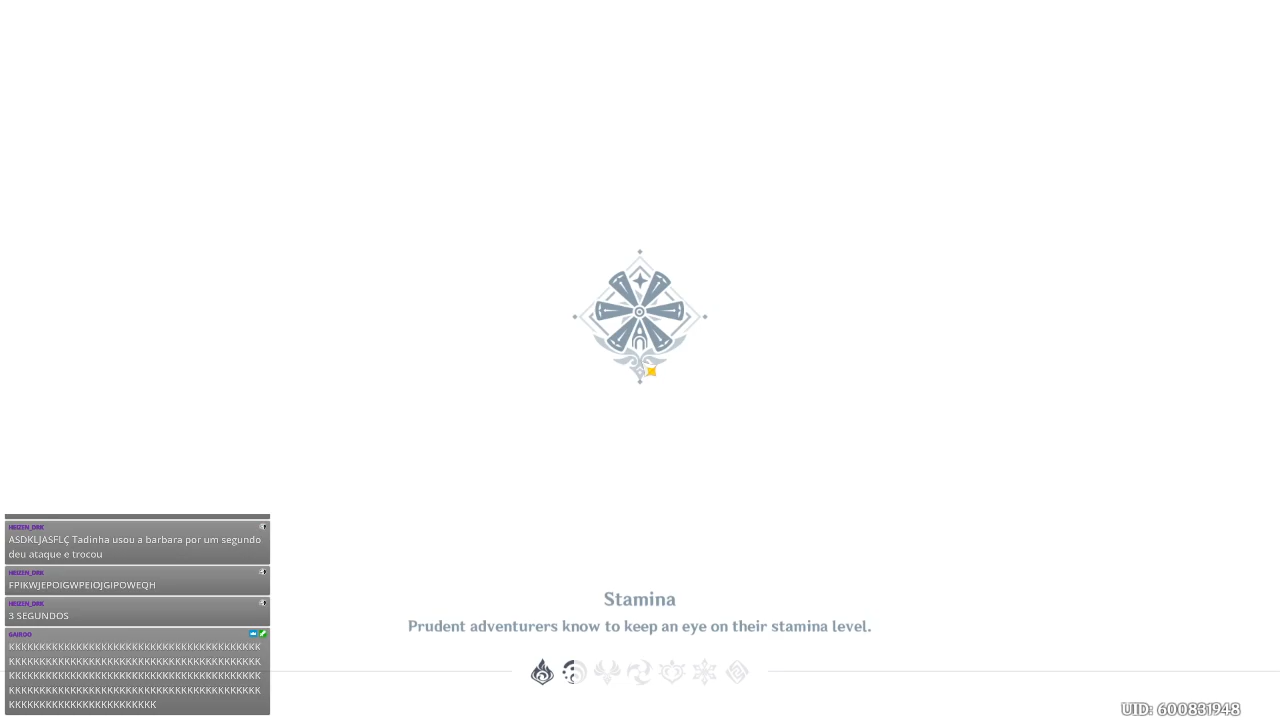 HEIZEN_DRK
ASDKLJASFLÇ Tadinha usou a barbara por um segundo
deu ataque e trocou
HEIZEN_DRK
FPIKWJEPOIGWPEIOJGIPOWEQH
HEIZEN_DRK
3 SEGUNDOS
GAIROO
KKKKKKKKKKKKKKKKKKKKKKKKKKKKKKKKKKKKKKKKK
KKKKKKKKKKKKKKKKKKKKKKKKKKKKKKKKKKKKKKKKK
KKKKKKKKKKKKKKKKKKKKKKKKKKKKKKKKKKKKKKKKK
KKKKKKKKKKKKKKKKKKKKKKKKKKKKKKKKKKKKKKKKK
KKKKKKKKKKKKKKKKKKKKKKKK
Stamina
Prudent adventurers know to keep an eye on their stamina level.
UID: 600831948